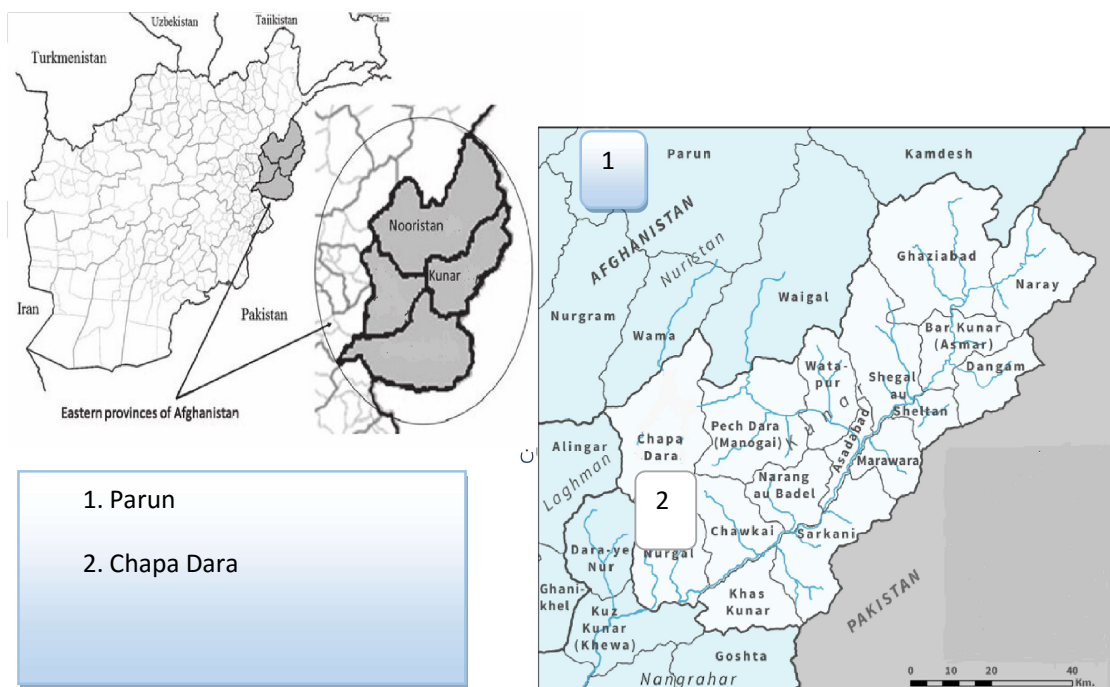 Uzbekistan
Tajikistan
China
Turkmenistan
Iran
Pakistan
Nooristan
Kunar
Eastern provinces of Afghanistan
1. Parun
2. Chapa Dara
1
Parun
Kamdesh
AFGHANISTAN
Nuristan
Ghaziabad
Naray
Nurgram
Waigal
Wama
Bar Kunar
(Asmar)
Dangam
Wata-
pur
Shegal
au
Sheltan
Kunar
Asadabad
Pech Dara
(Manogai)
Chapa
Dara
Alingar
Laghman
ن
Marawara
Narang
au Badel
2
Chawkai
Sarkani
Nurgal
Dara-ye
Nur
Ghani-
khel
Kuz
Kunar
(Khewa)
Khas
Kunar
PAKISTAN
Goshta
Nangrahar
0 10 20 40
Km.